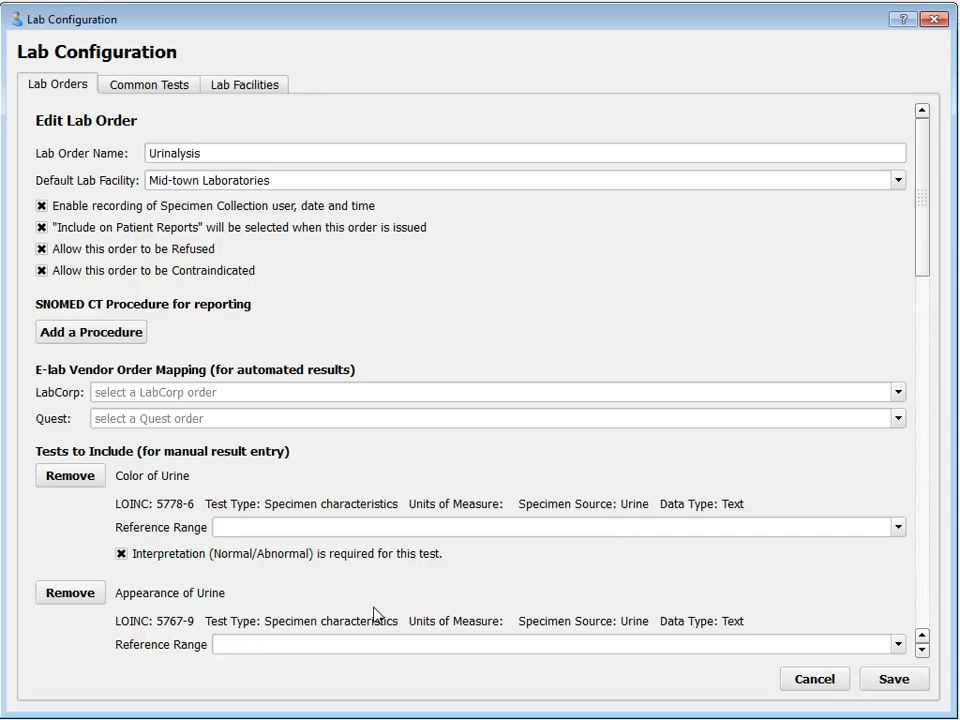 Lab Configuration
Lab Configuration
Lab Orders Common Tests Lab Facilities
Edit Lab Order
Lab Order Name: Urinalysis
Default Lab Facility: Mid-town Laboratories
Enable recording of Specimen Collection user, date and time
"Include on Patient Reports" will be selected when this order is issued
Allow this order to be Refused
Allow this order to be Contraindicated
SNOMED CT Procedure for reporting
Add a Procedure
E-lab Vendor Order Mapping (for automated results)
LabCorp: select a LabCorp order
Quest: select a Quest order
Tests to Include (for manual result entry)
Remove Color of Urine
LOINC: 5778-6 Test Type: Specimen characteristics Units of Measure: Specimen Source: Urine Data Type: Text
Reference Range
Interpretation (Normal/Abnormal) is required for this test.
Remove Appearance of Urine
LOINC: 5767-9 Test Type: Specimen characteristics Units of Measure: Specimen Source: Urine Data Type: Text
Reference Range
Cancel Save